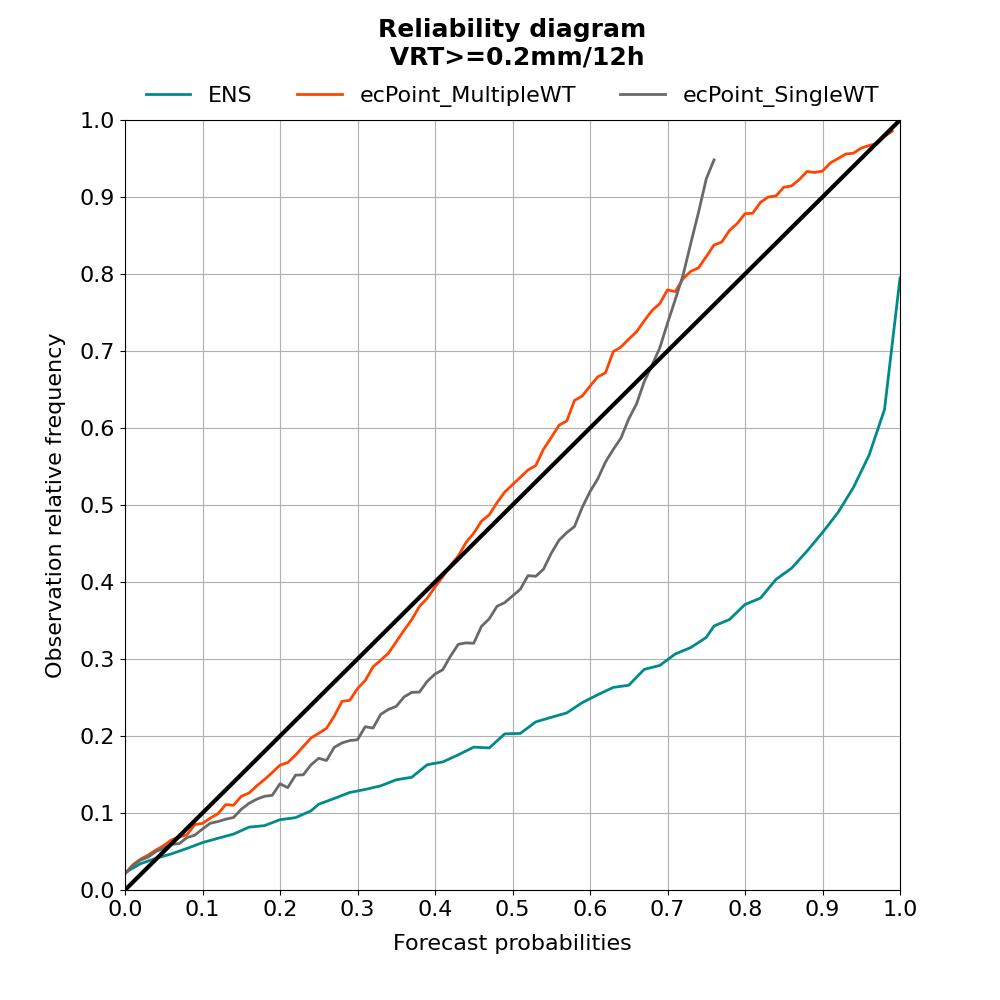 Reliability diagram
VRT>=0.2mm/12h
ENS ecPoint_MultipleWT ecPoint_SingleWT
1.0
0.9
0.8
0.7
0.6
0.5
0.4
0.3
0.2
0.1
0.0
Observation relative frequency
0.0 0.1 0.2 0.3 0.4 0.5 0.6 0.7 0.8 0.9 1.0
Forecast probabilities